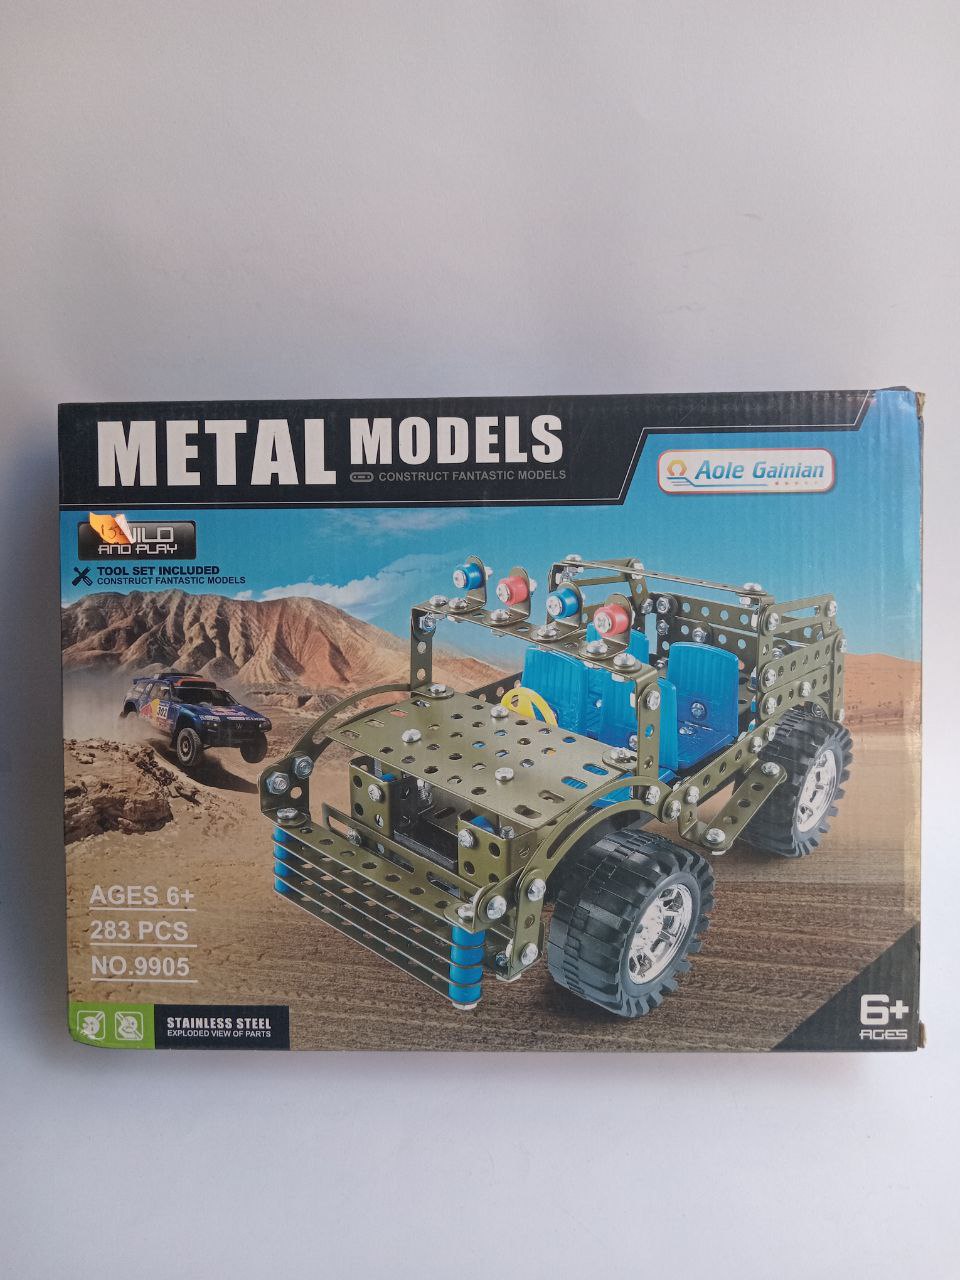 METAL MODELS
CONSTRUCT FANTASTIC MODELS
Aole Gainian
AND PLAY
TOOL SET INCLUDED
CONSTRUCT FANTASTIC MODELS
AGES 6+
283 PCS
NO.9905
STAINLESS STEEL
EXPLODED VIEW OF PARTS
6+
AGES